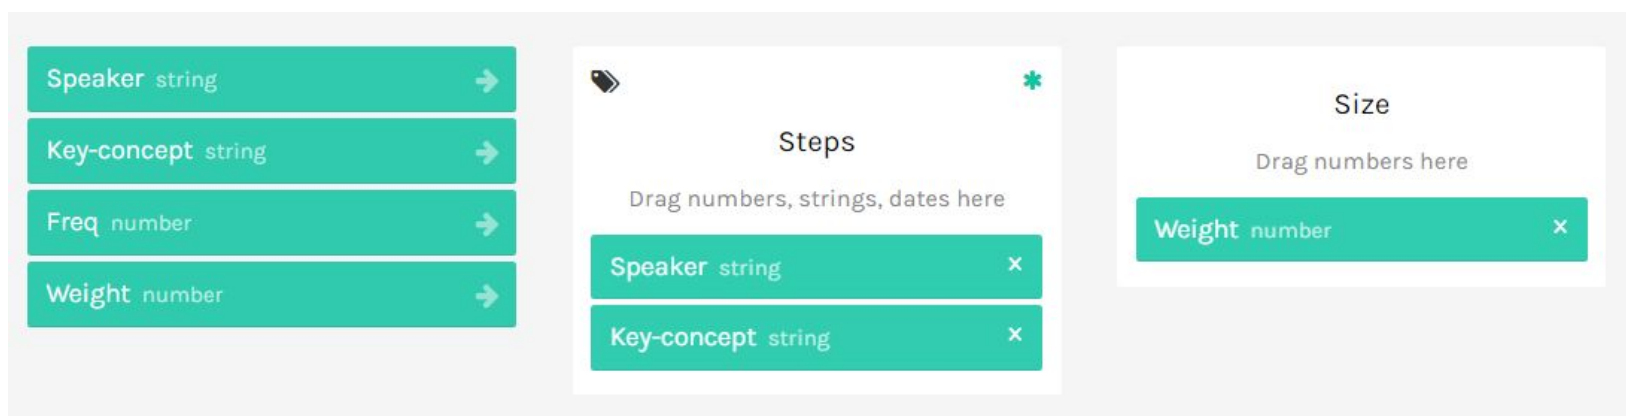 Speaker string
Key-concept string
Freq number
Weight number
Steps
Drag numbers, strings, dates here
Speaker string ×
Key-concept string ×
Size
Drag numbers here
Weight number ×